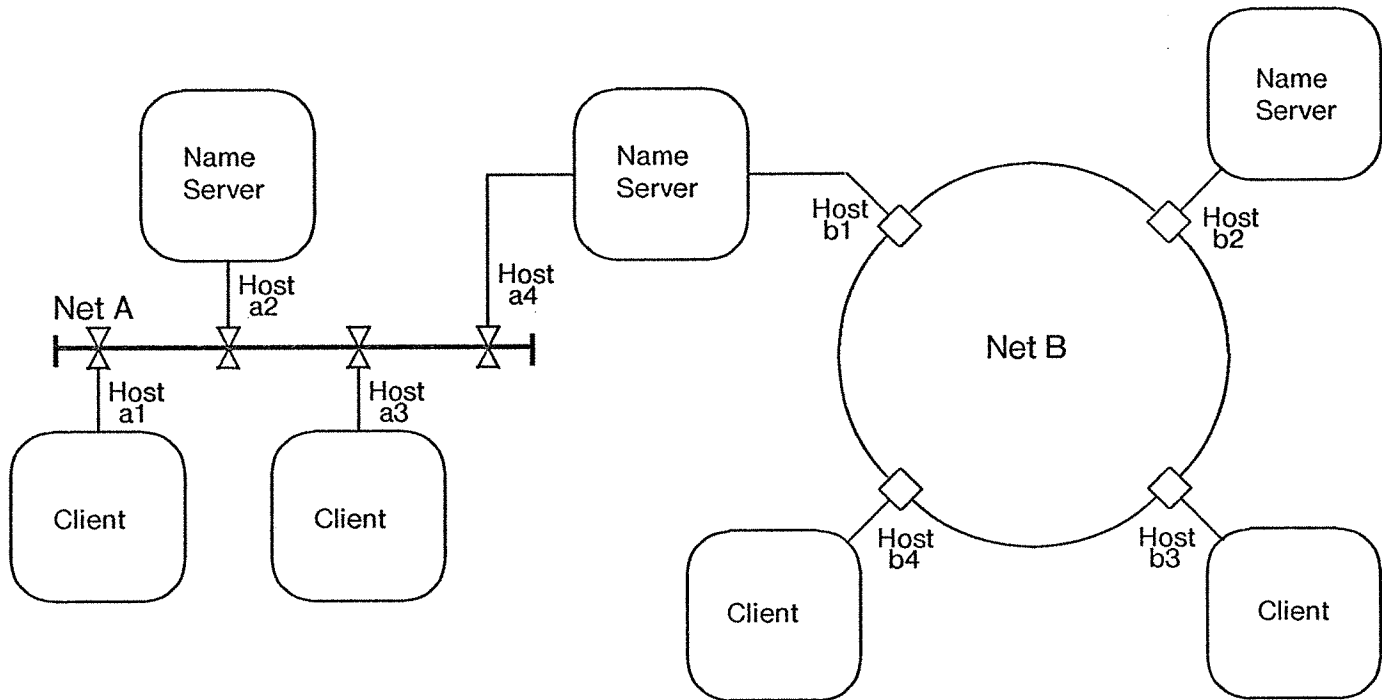 Name
Server
Name
Server
Name
Server
Host
b1
Host
b2
Host
a2
Host
a4
Net A
Net B
Host
a1
Host
a3
Client
Client
Host
b4
Host
b3
Client
Client